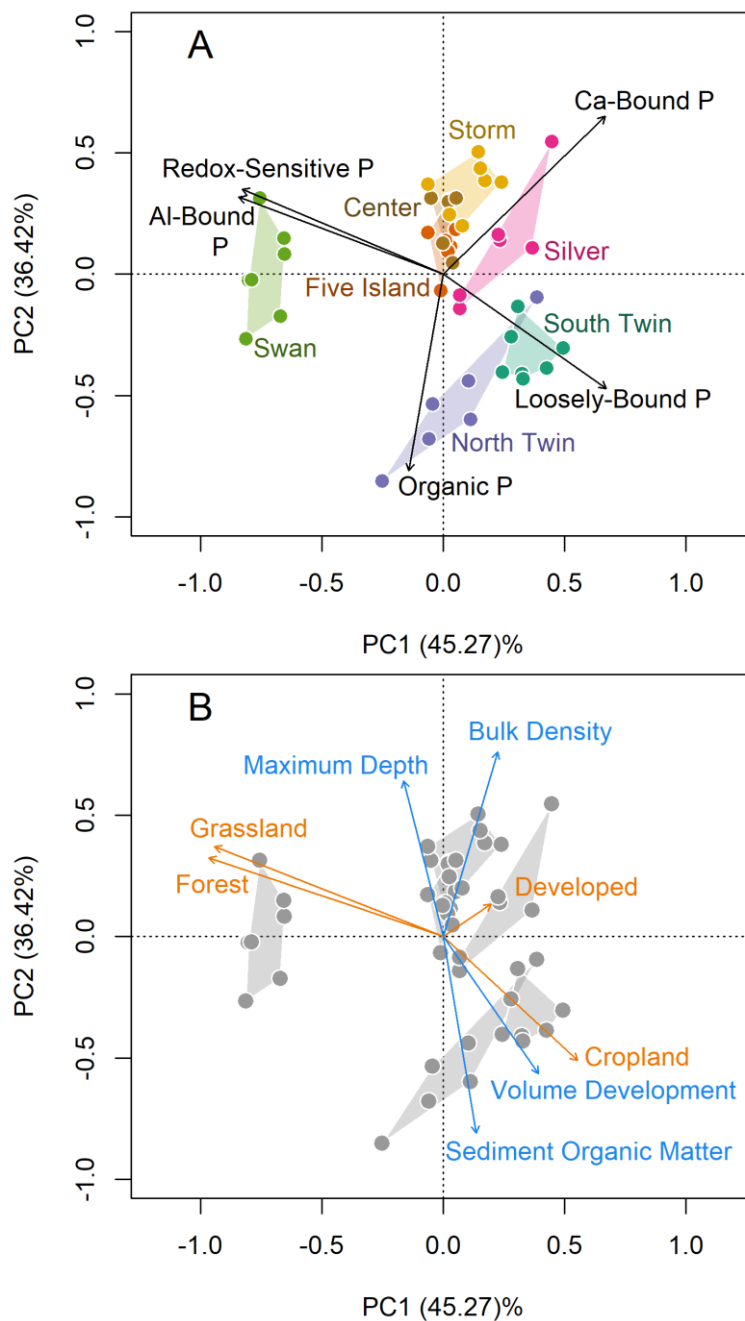 A
Ca-Bound P
Storm
Redox-Sensitive P
Al-Bound
P
Center
Silver
Five Island
South Twin
Swan
Loosely-Bound P
North Twin
Organic P
1.0
0.5
0.0
-0.5
-1.0
PC2 (36.42%)
-1.0 -0.5 0.0 0.5 1.0
PC1 (45.27)%
B
Bulk Density
Maximum Depth
Grassland
Forest
Developed
Cropland
Volume Development
Sediment Organic Matter
1.0
0.5
0.0
-0.5
-1.0
PC2 (36.42%)
-1.0 -0.5 0.0 0.5 1.0
PC1 (45.27)%